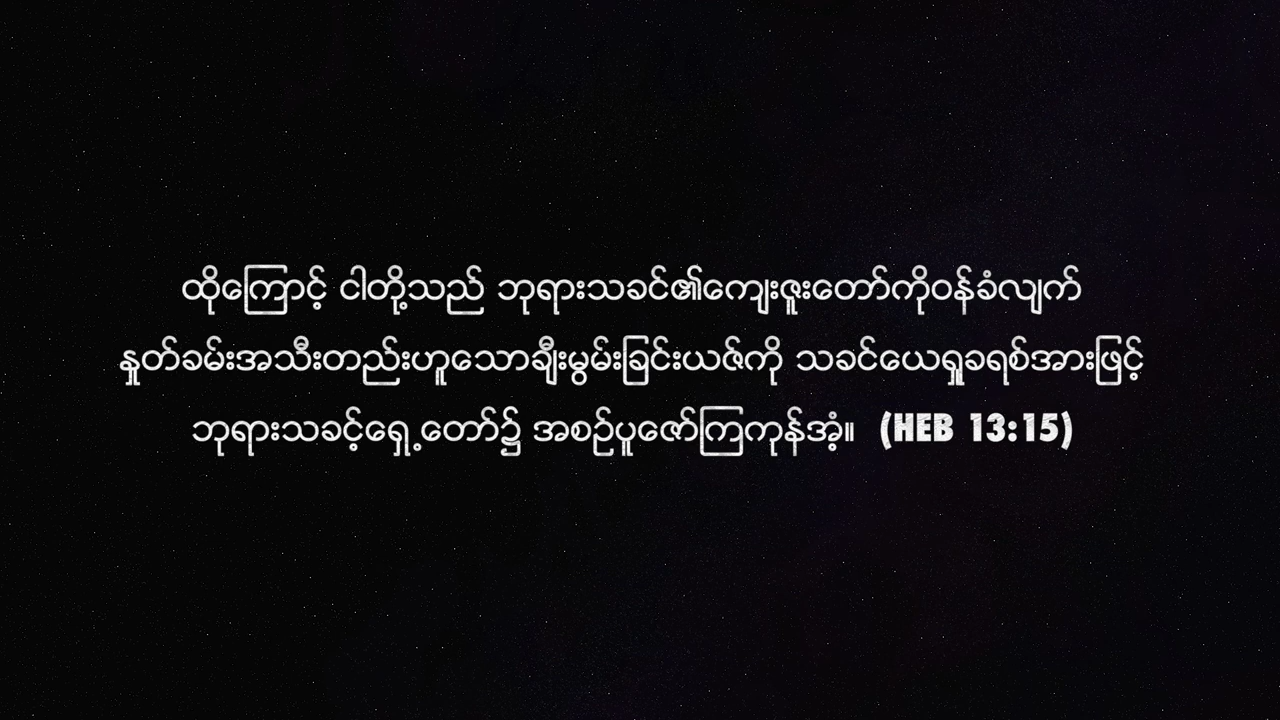 ထိုကြောင့် ငါတို့သည် ဘုရားသခင်၏ကျေးဇူးတော်ကိုဝန်ခံလျက်
နှုတ်ခမ်းအသီးတည်းဟူသောချီးမွမ်းခြင်းယဇ်ကို သခင်ယေရှုခရစ်အားဖြင့်
ဘုရားသခင့်ရှေ့တော်၌ အစဉ်ပူဇော်ကြကုန်အံ့။ (HEB 13:15)